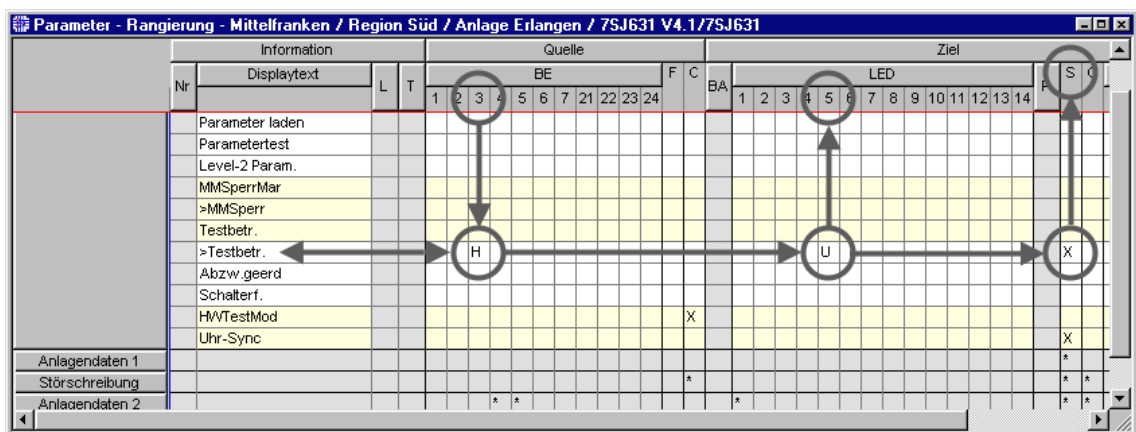 Parameter - Rangierung - Mittelfranken / Region Süd / Anlage Erlangen / 7SJ631 V4.1/7SJ631
Information Quelle Ziel
Nr Displaytext L T BE F C BA LED S C
1 2 3 4 5 6 7 21 22 23 24 1 2 3 4 5 6 7 8 9 10 11 12 13 14
Parameter laden
Parametertest
Level-2 Param.
MMSperrMar
>MMSperr
Testbetr.
>Testbetr. H U X
Abzw.geerd
Schalterf.
HWTestMod X
Uhr-Sync X
Anlagendaten 1 *
Störschreibung * * *
Anlagendaten 2 * * * * *